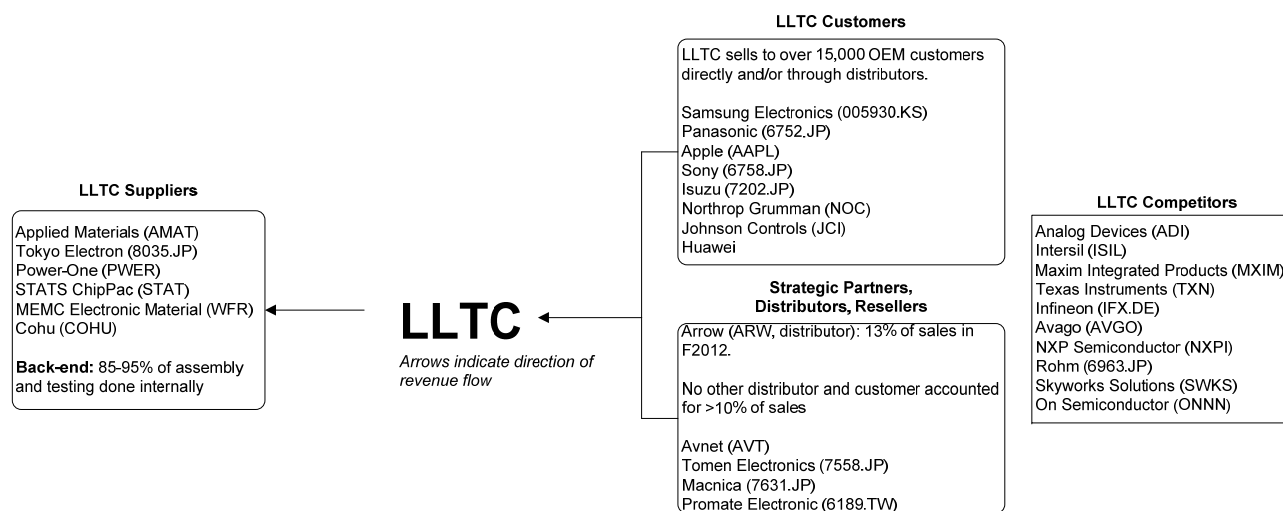 LLTC Suppliers
Applied Materials (AMAT)
Tokyo Electron (8035.JP)
Power-One (PWER)
STATS ChipPac (STAT)
MEMC Electronic Material (WFR)
Cohu (COHU)
Back-end: 85-95% of assembly
and testing done internally
LLTC
Arrows indicate direction of
revenue flow
LLTC Customers
LLTC sells to over 15,000 OEM customers
directly and/or through distributors.
Samsung Electronics (005930.KS)
Panasonic (6752.JP)
Apple (AAPL)
Sony (6758.JP)
Isuzu (7202.JP)
Northrop Grumman (NOC)
Johnson Controls (JCI)
Huawei
Strategic Partners,
Distributors, Resellers
Arrow (ARW, distributor): 13% of sales in
F2012.
No other distributor and customer accounted
for >10% of sales
Avnet (AVT)
Tomen Electronics (7558.JP)
Macnica (7631.JP)
Promate Electronic (6189.TW)
LLTC Competitors
Analog Devices (ADI)
Intersil (ISIL)
Maxim Integrated Products (MXIM)
Texas Instruments (TXN)
Infineon (IFX.DE)
Avago (AVGO)
NXP Semiconductor (NXPI)
Rohm (6963.JP)
Skyworks Solutions (SWKS)
On Semiconductor (ONNN)